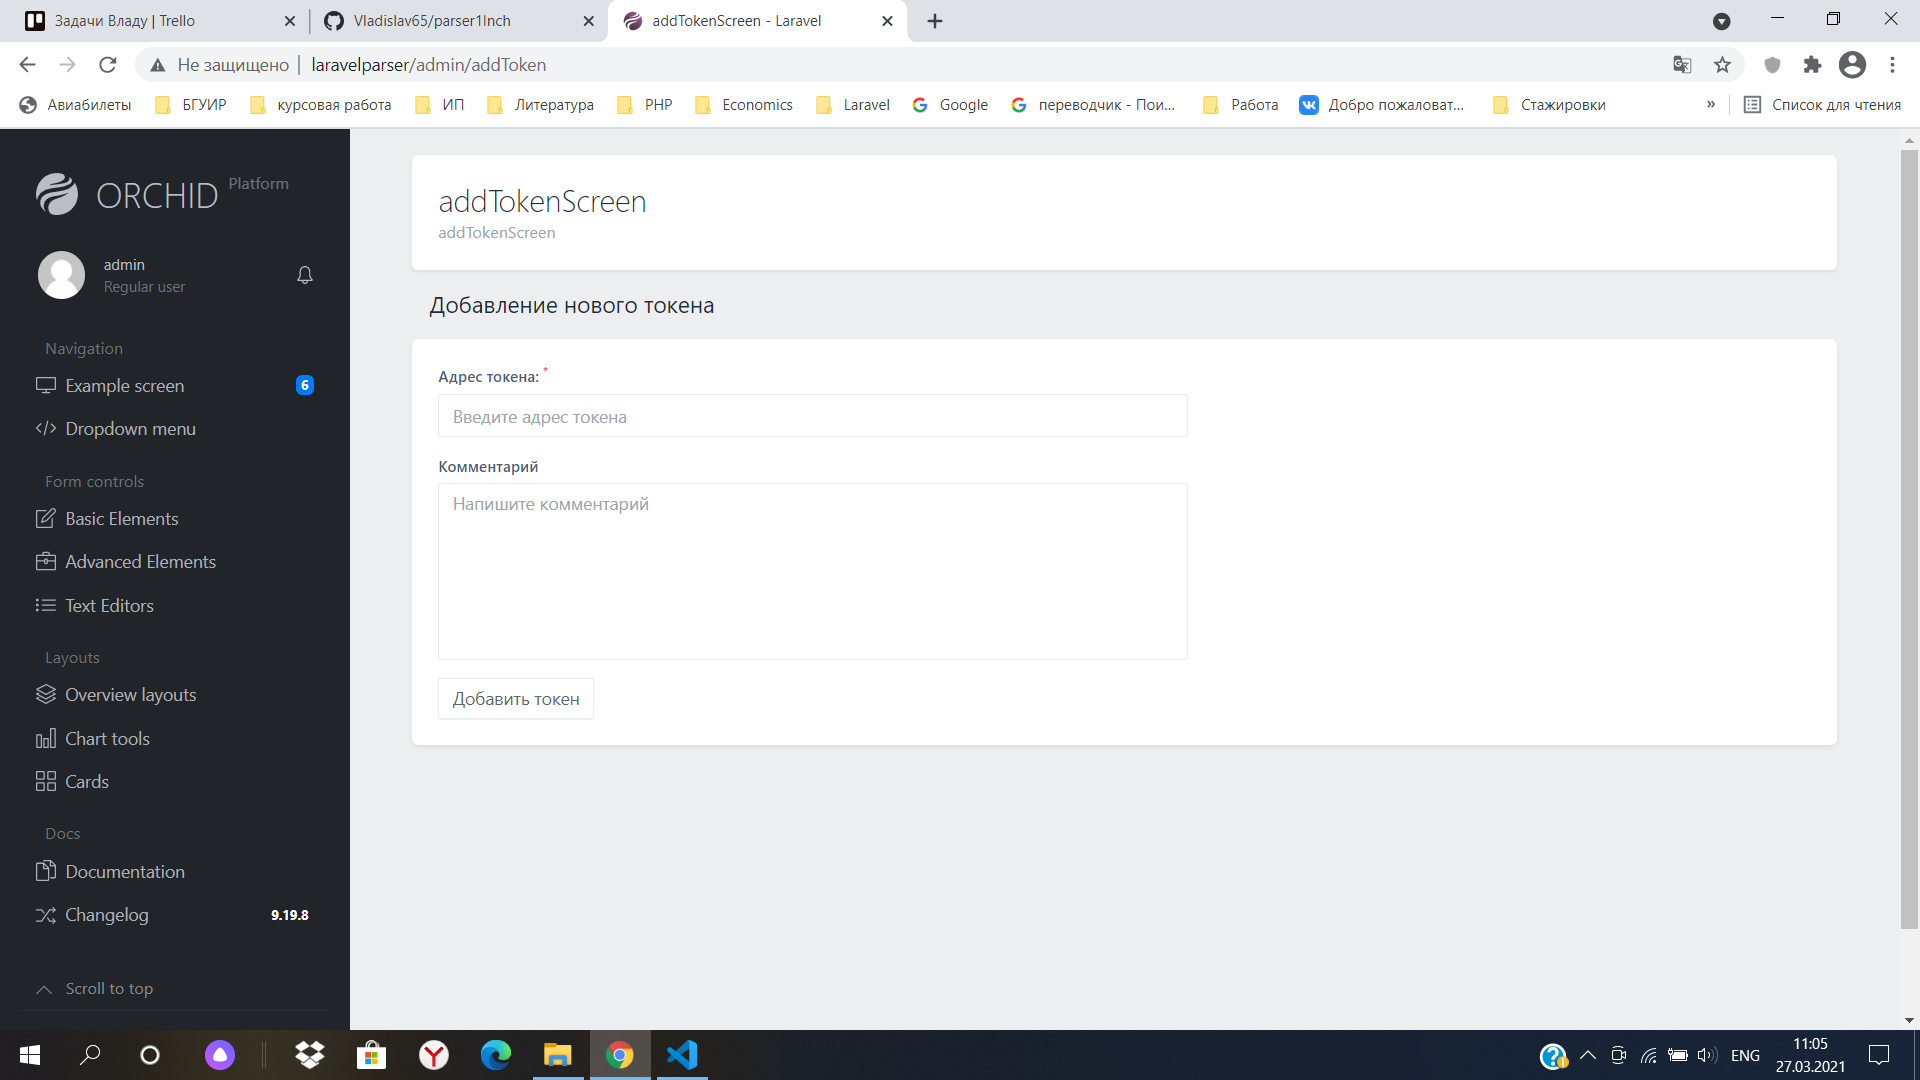 Задачи Владу | Trello
Vladislav65/parser1Inch
addTokenScreen - Laravel
Не защищено
laravelparser/admin/addToken
Авиабилеты
БГУИР
курсовая работа
ИП
Литература
PHP
Economics
Laravel
Google
переводчик - Пои...
Работа
Добро пожаловат...
Стажировки
»
Список для чтения
ORCHID Platform
admin
Regular user
Navigation
Example screen 6
Dropdown menu
Form controls
Basic Elements
Advanced Elements
Text Editors
Layouts
Overview layouts
Chart tools
Cards
Docs
Documentation
Changelog 9.19.8
Scroll to top
addTokenScreen
addTokenScreen
Добавление нового токена
Адрес токена: *
Введите адрес токена
Комментарий
Напишите комментарий
Добавить токен
ENG
11:05
27.03.2021